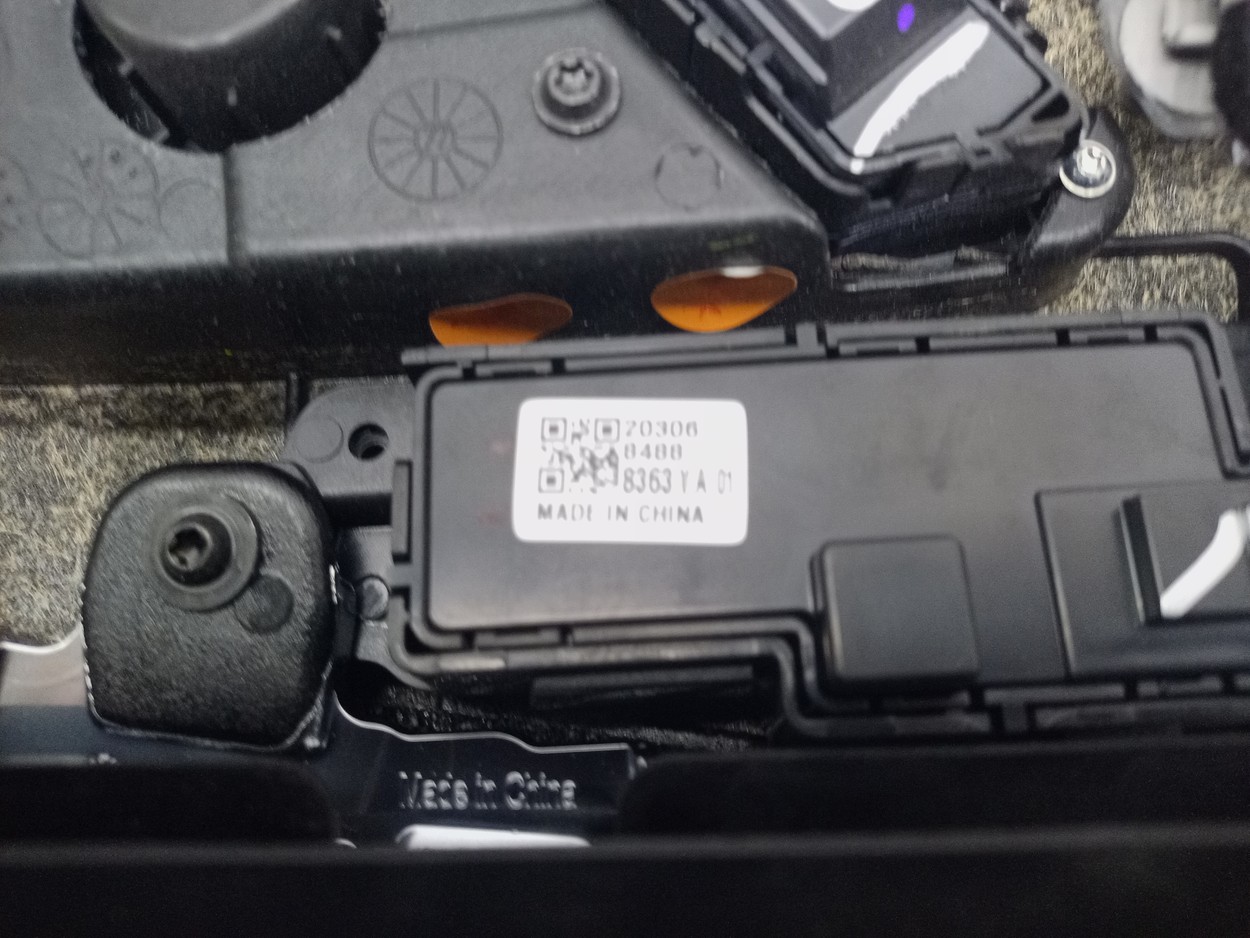 20306
8488
8363 Y A 01
MADE IN CHINA
Made in China